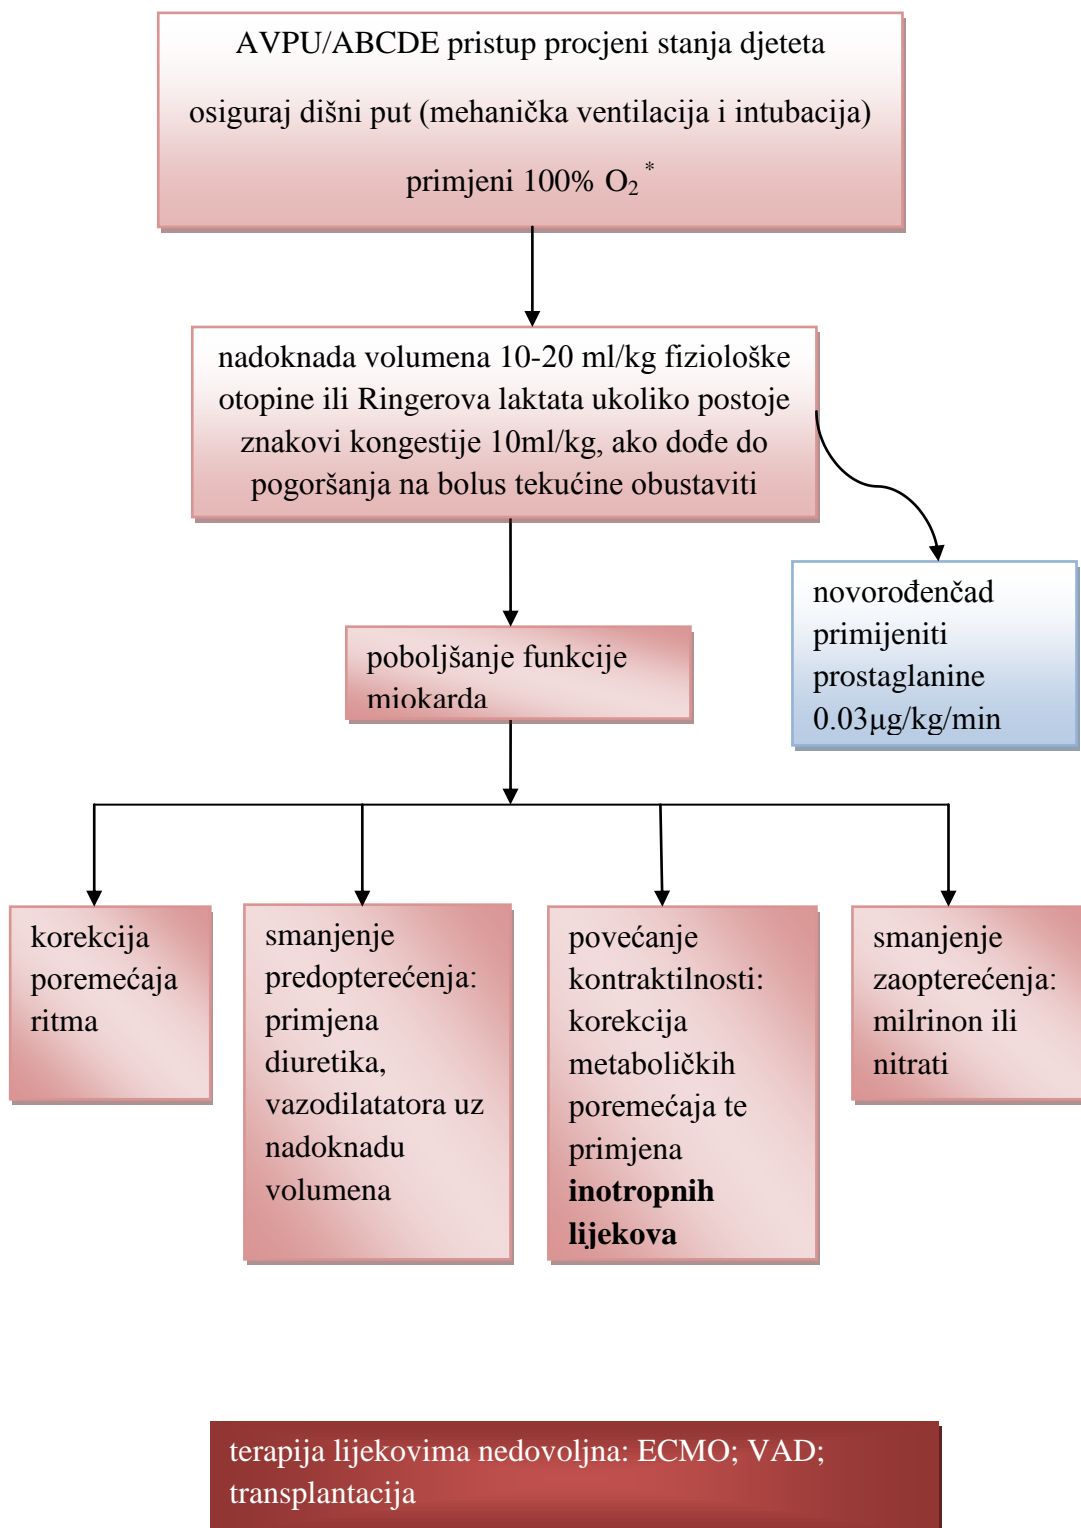 AVPU/ABCDE pristup procjeni stanja djeteta
osiguraj dišni put (mehanička ventilacija i intubacija)
primjeni 100% O₂ *
nadoknada volumena 10-20 ml/kg fiziološke
otopine ili Ringerova laktata ukoliko postoje
znakovi kongestije 10ml/kg, ako dođe do
pogoršanja na bolus tekućine obustaviti
novorođenčad
primijeniti
prostaglanine
0.03µg/kg/min
poboljšanje funkcije
miokarda
korekcija
poremećaja
ritma
smanjenje
predopterećenja:
primjena
diuretika,
vazodilatatora uz
nadoknadu
volumena
povećanje
kontraktilnosti:
korekcija
metaboličkih
poremećaja te
primjena
inotropnih
lijekova
smanjenje
zaopterećenja:
milrinon ili
nitrati
terapija lijekovima nedovoljna: ECMO; VAD;
transplantacija